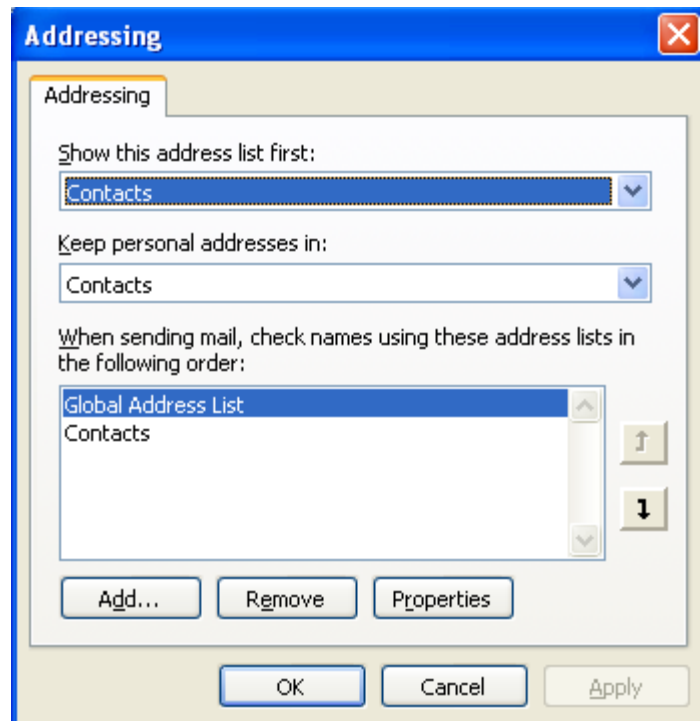 Addressing
Addressing
Show this address list first:
Contacts
Keep personal addresses in:
Contacts
When sending mail, check names using these address lists in
the following order:
Global Address List
Contacts
Add... Remove Properties
OK Cancel Apply